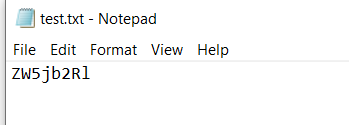 test.txt - Notepad
File Edit Format View Help
ZW5jb2Rl